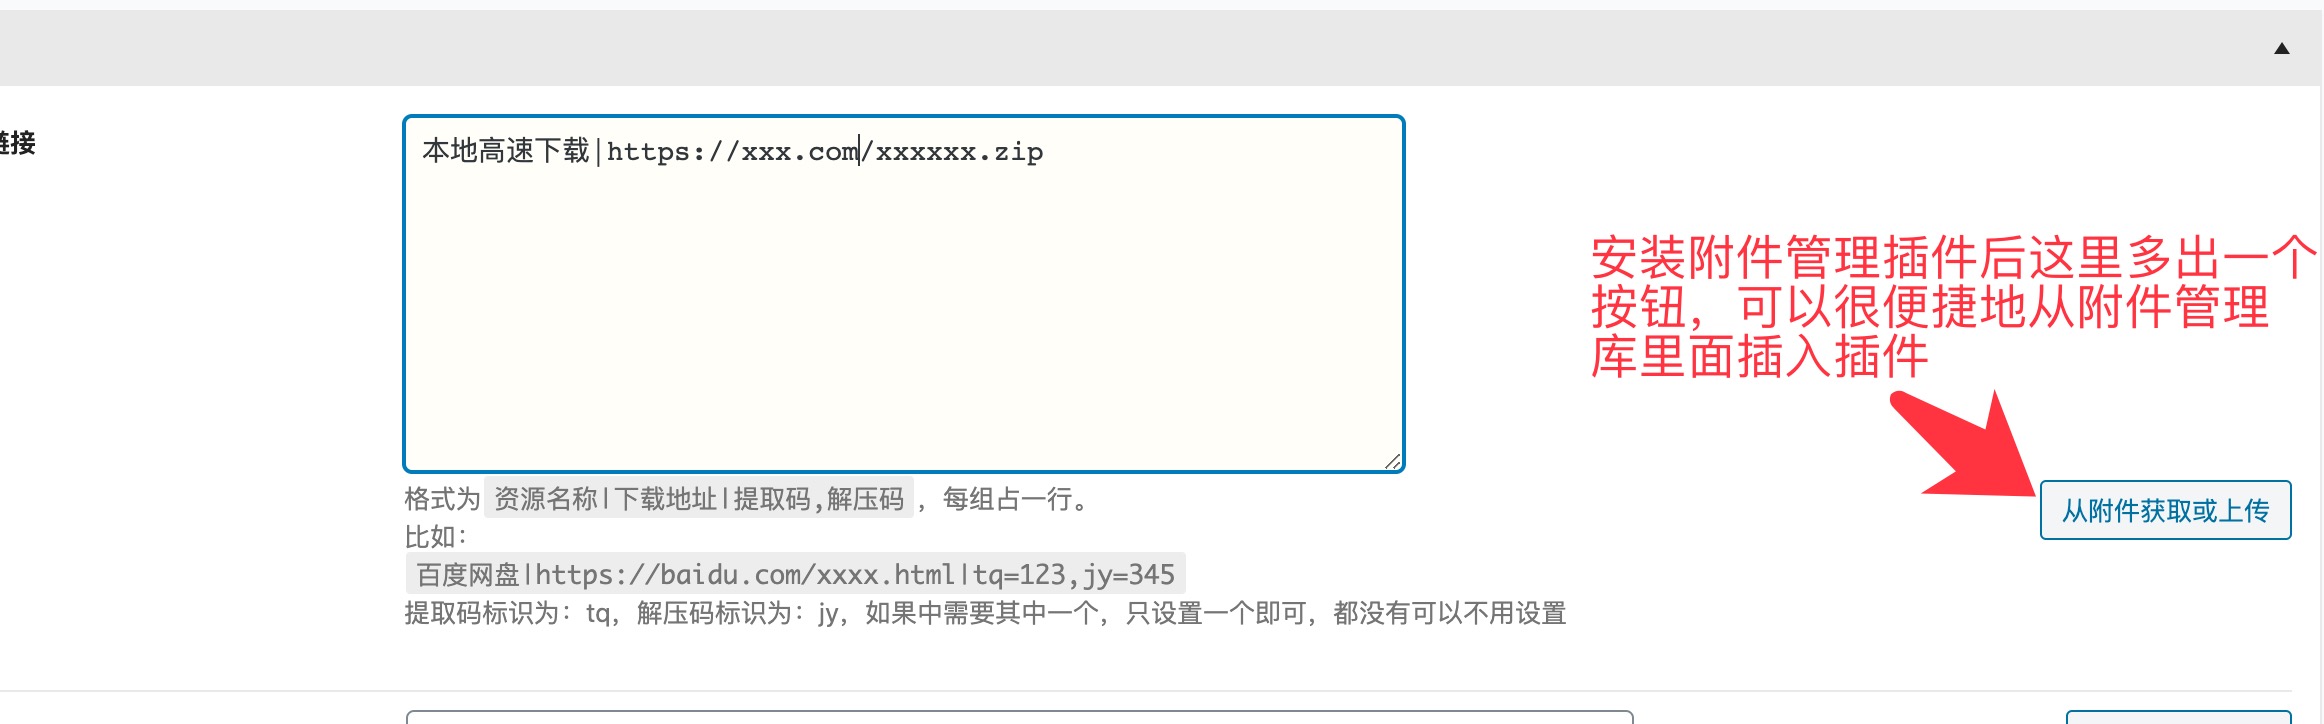 链接
本地高速下载|https://xxx.com/xxxxxx.zip
安装附件管理插件后这里多出一个
按钮，可以很便捷地从附件管理
库里面插入插件
从附件获取或上传
格式为 资源名称|下载地址|提取码,解压码 ，每组占一行。
比如：
百度网盘|https://baidu.com/xxxx.html|tq=123,jy=345
提取码标识为：tq，解压码标识为：jy，如果中需要其中一个，只设置一个即可，都没有可以不用设置